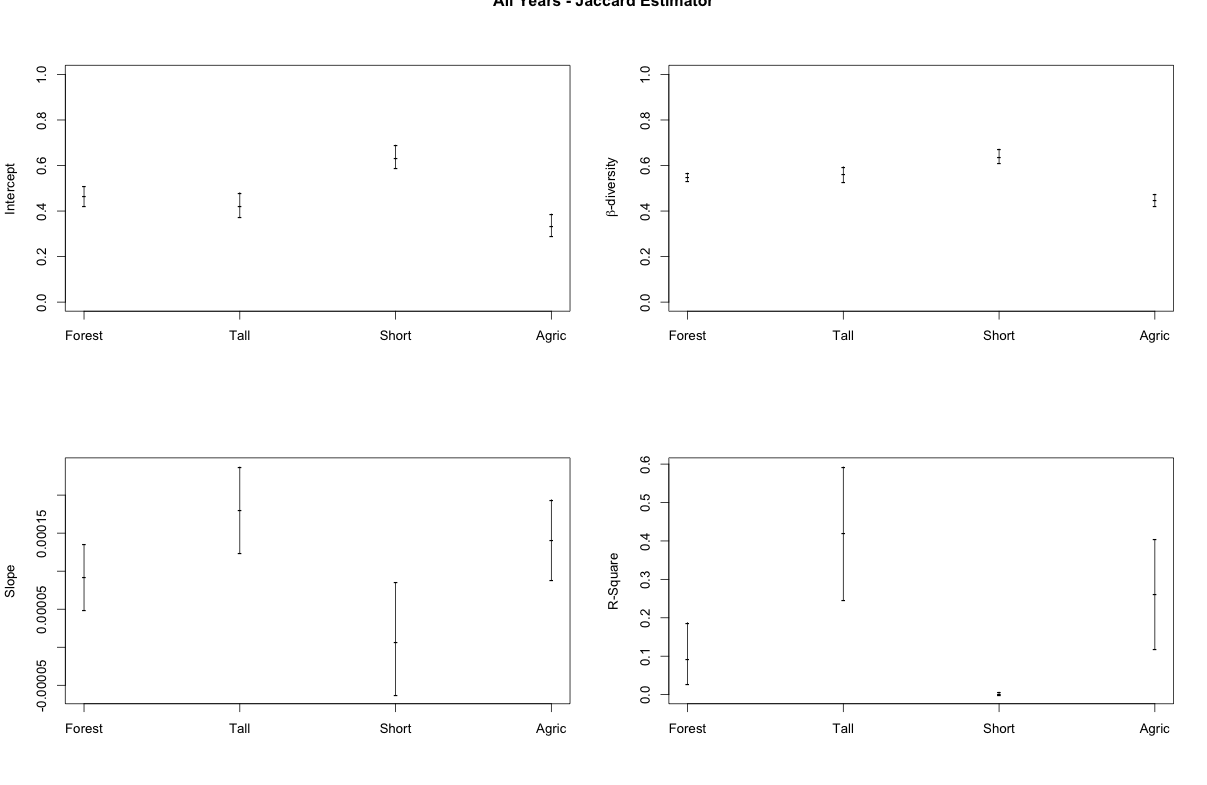 All Years - Jaccard Estimator
Intercept
1.0
0.8
0.6
0.4
0.2
0.0
Forest Tall Short Agric
β-diversity
1.0
0.8
0.6
0.4
0.2
0.0
Forest Tall Short Agric
Slope
0.00015
0.00005
-0.00005
Forest Tall Short Agric
R-Square
0.6
0.5
0.4
0.3
0.2
0.1
0.0
Forest Tall Short Agric